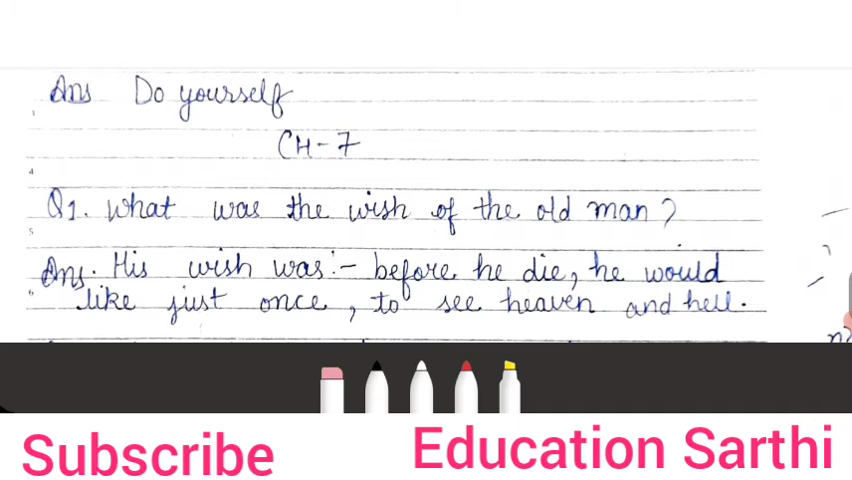 Ans Do yourself
CH-7
Q1. What was the wish of the old man?
Ans. His wish was:- before he die, he would
like just once, to see heaven and hell.
Subscribe Education Sarthi